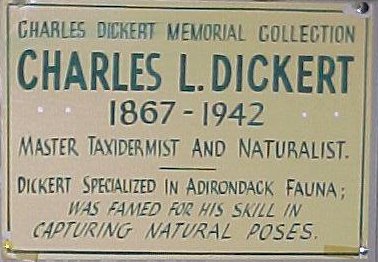 CHARLES DICKERT MEMORIAL COLLECTION
CHARLES L. DICKERT
1867-1942
MASTER TAXIDERMIST AND NATURALIST.
DICKERT SPECIALIZED IN ADIRONDACK FAUNA;
WAS FAMED FOR HIS SKILL IN
CAPTURING NATURAL POSES.